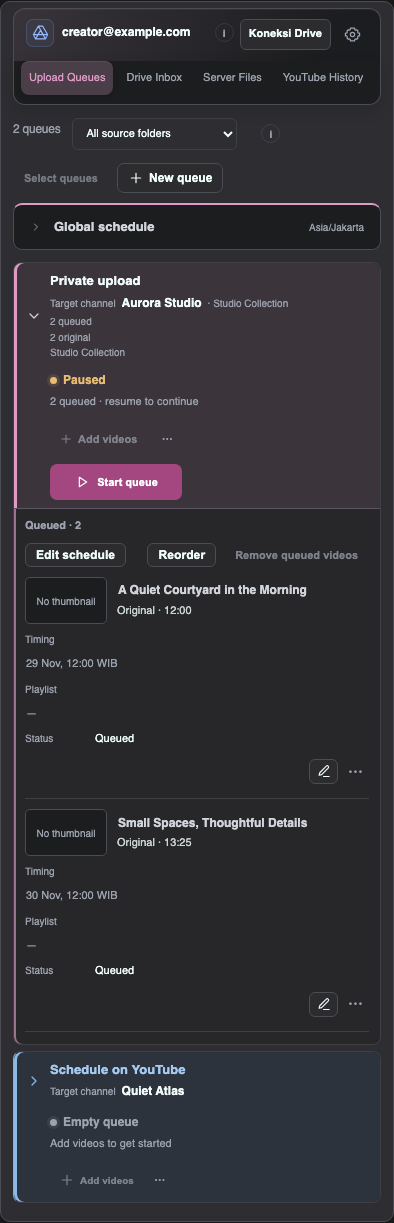 creator@example.com
i
Koneksi Drive
Upload Queues
Drive Inbox
Server Files
YouTube History
2 queues
All source folders
i
Select queues
+ New queue
Global schedule
Asia/Jakarta
Private upload
Target channel Aurora Studio · Studio Collection
2 queued
2 original
Studio Collection
Paused
2 queued · resume to continue
+ Add videos ···
Start queue
Queued · 2
Edit schedule
Reorder
Remove queued videos
No thumbnail
A Quiet Courtyard in the Morning
Original · 12:00
Timing
29 Nov, 12:00 WIB
Playlist
—
Status Queued
···
No thumbnail
Small Spaces, Thoughtful Details
Original · 13:25
Timing
30 Nov, 12:00 WIB
Playlist
—
Status Queued
···
Schedule on YouTube
Target channel Quiet Atlas
Empty queue
Add videos to get started
+ Add videos ···